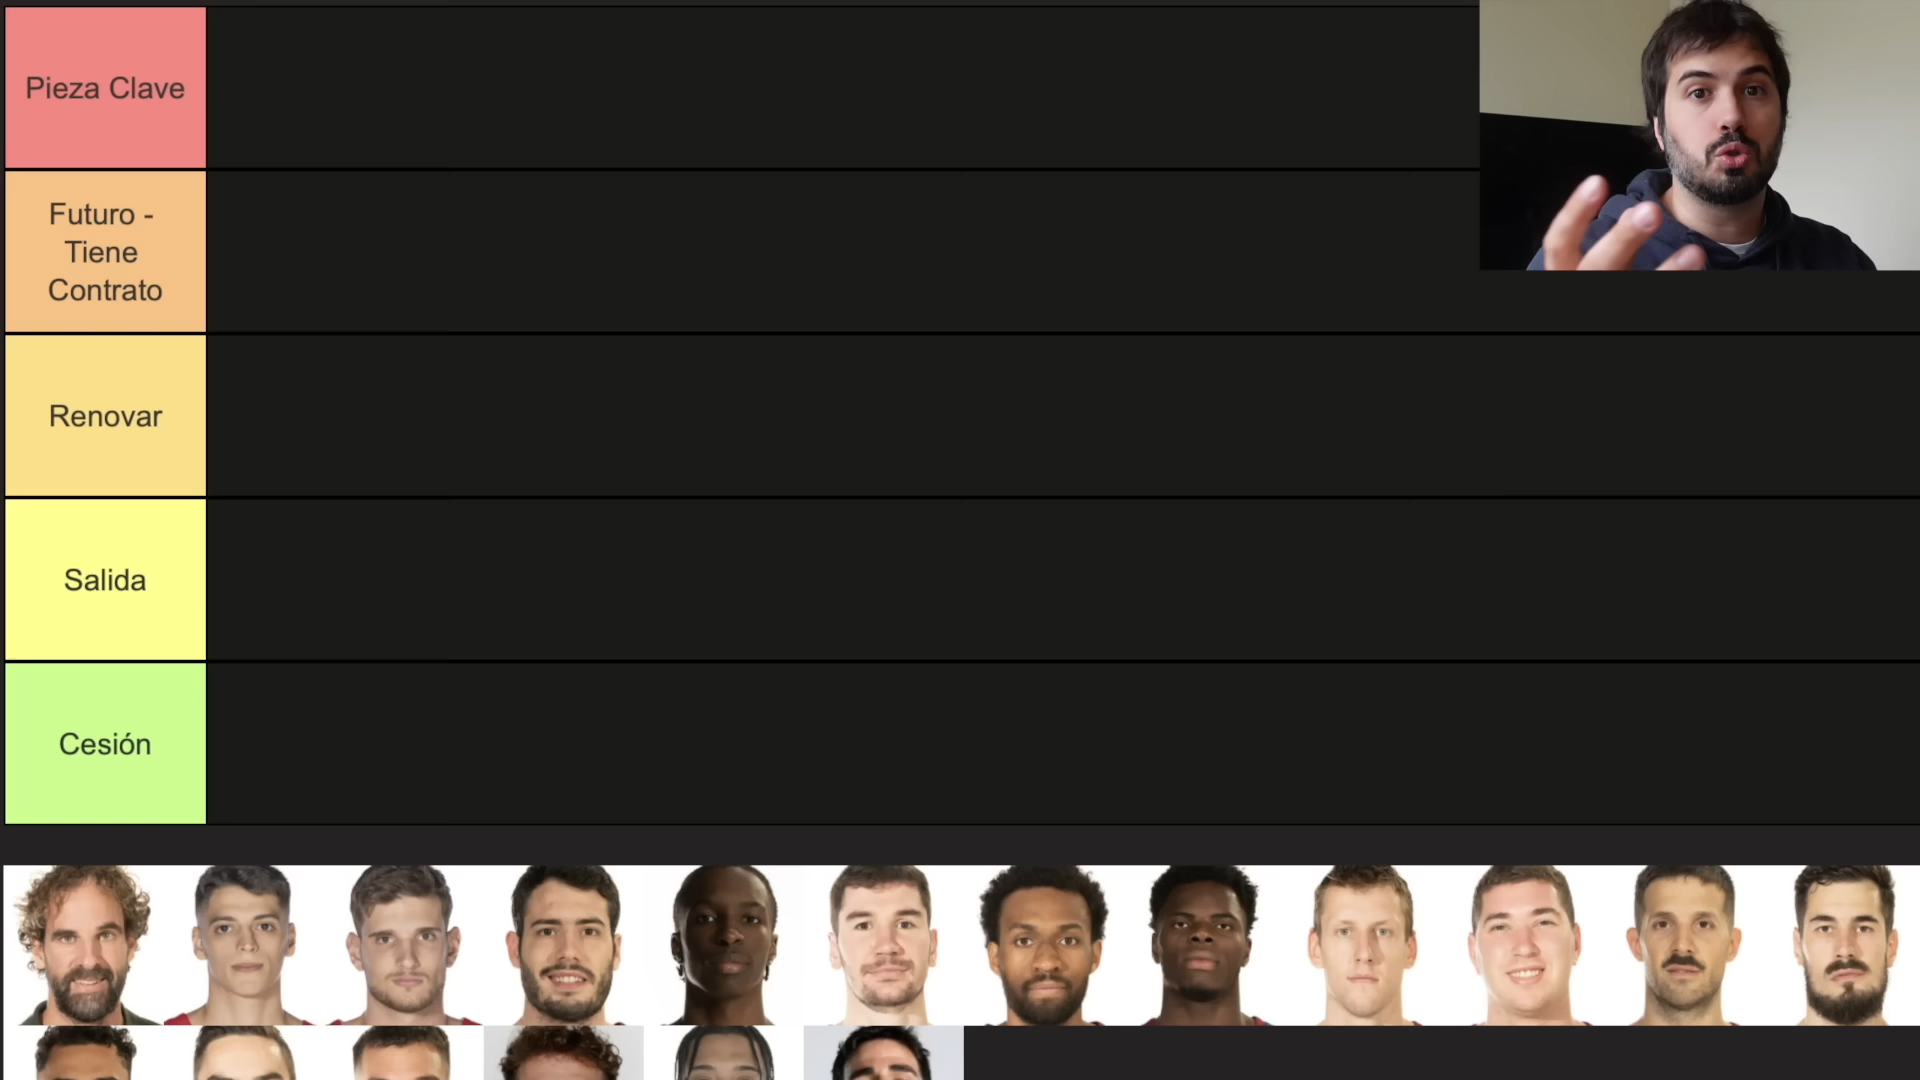 Pieza Clave
Futuro -
Tiene
Contrato
Renovar
Salida
Cesión